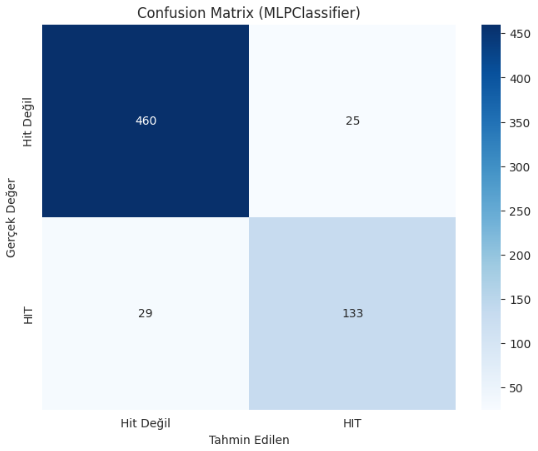 Confusion Matrix (MLPClassifier)
Gerçek Değer
Hit Değil
HIT
460
25
29
133
Hit Değil
HIT
Tahmin Edilen
450
400
350
300
250
200
150
100
50